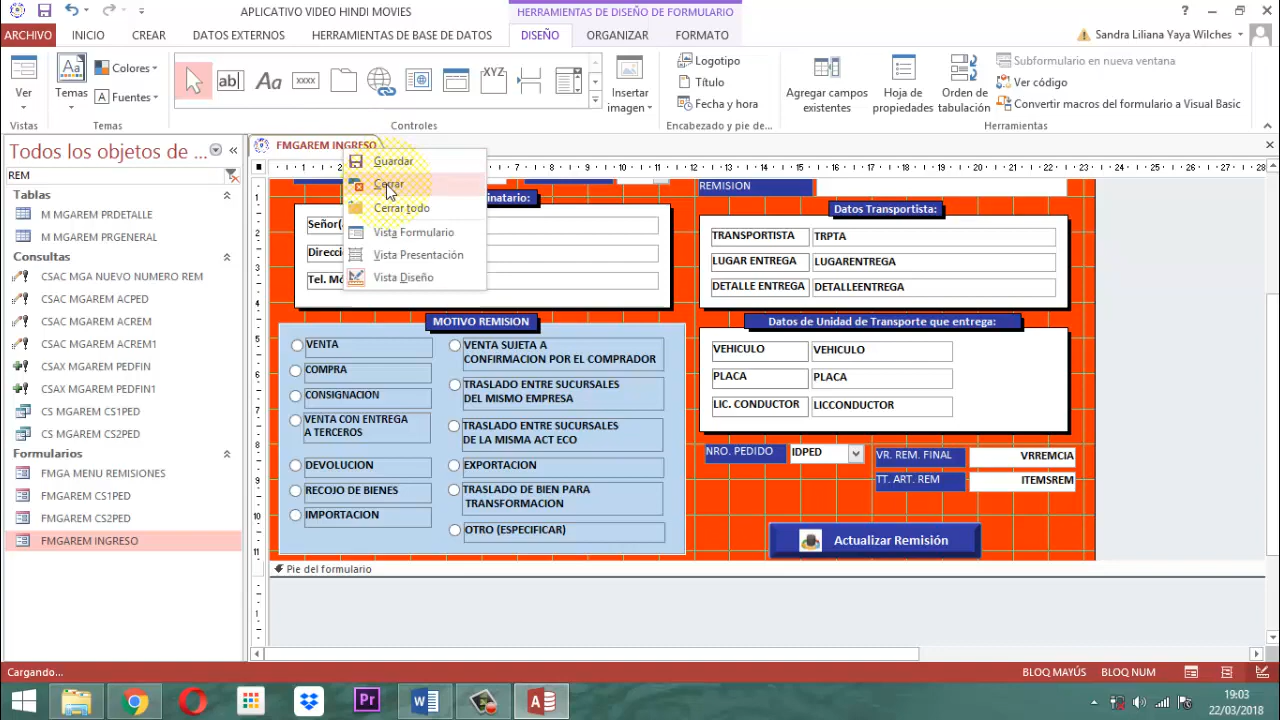 APLICATIVO VIDEO HINDI MOVIES
HERRAMIENTAS DE DISEÑO DE FORMULARIO
ARCHIVO
INICIO
CREAR
DATOS EXTERNOS
HERRAMIENTAS DE BASE DE DATOS
DISEÑO
ORGANIZAR
FORMATO
Sandra Liliana Yaya Wilches
Ver
Vistas
Temas
Colores
Fuentes
Temas
ab|
Aa
xxxx
XYZ
Controles
Insertar
imagen
Logotipo
Título
Fecha y hora
Encabezado y pie de ...
Agregar campos
existentes
Hoja de
propiedades
Orden de
tabulación
Subformulario en nueva ventana
Ver código
Convertir macros del formulario a Visual Basic
Herramientas
Todos los objetos de ...
REM
Tablas
M MGAREM PRDETALLE
M MGAREM PRGENERAL
Consultas
CSAC MGA NUEVO NUMERO REM
CSAC MGAREM ACPED
CSAC MGAREM ACREM
CSAC MGAREM ACREM1
CSAX MGAREM PEDFIN
CSAX MGAREM PEDFIN1
CS MGAREM CS1PED
CS MGAREM CS2PED
Formularios
FMGA MENU REMISIONES
FMGAREM CS1PED
FMGAREM CS2PED
FMGAREM INGRESO
FMGAREM INGRESO
Guardar
Cerrar
Cerrar todo
Vista Formulario
Vista Presentación
Vista Diseño
inatario:
Señor(
Direcci
Tel. Mó
REMISION
Datos Transportista:
TRANSPORTISTA TRPTA
LUGAR ENTREGA LUGARENTREGA
DETALLE ENTREGA DETALLEENTREGA
MOTIVO REMISION
VENTA
COMPRA
CONSIGNACION
VENTA CON ENTREGA
A TERCEROS
DEVOLUCION
RECOJO DE BIENES
IMPORTACION
VENTA SUJETA A
CONFIRMACION POR EL COMPRADOR
TRASLADO ENTRE SUCURSALES
DEL MISMO EMPRESA
TRASLADO ENTRE SUCURSALES
DE LA MISMA ACT ECO
EXPORTACION
TRASLADO DE BIEN PARA
TRANSFORMACION
OTRO (ESPECIFICAR)
Datos de Unidad de Transporte que entrega:
VEHICULO VEHICULO
PLACA PLACA
LIC. CONDUCTOR LICCONDUCTOR
NRO. PEDIDO IDPED
VR. REM. FINAL VRREMCIA
TT. ART. REM ITEMSREM
Actualizar Remisión
Pie del formulario
Cargando...
BLOQ MAYÚS
BLOQ NUM
19:03
22/03/2018